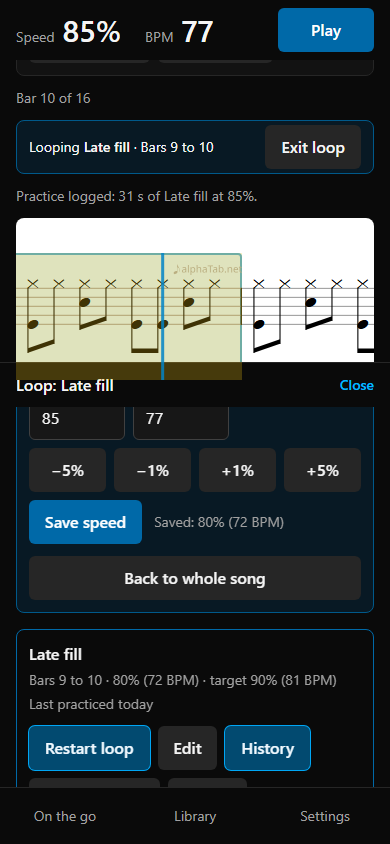 Speed 85% BPM 77 Play
Bar 10 of 16
Looping Late fill · Bars 9 to 10 Exit loop
Practice logged: 31 s of Late fill at 85%.
♪alphaTab.net
Loop: Late fill Close
85 77
−5% −1% +1% +5%
Save speed Saved: 80% (72 BPM)
Back to whole song
Late fill
Bars 9 to 10 · 80% (72 BPM) · target 90% (81 BPM)
Last practiced today
Restart loop Edit History
On the go Library Settings